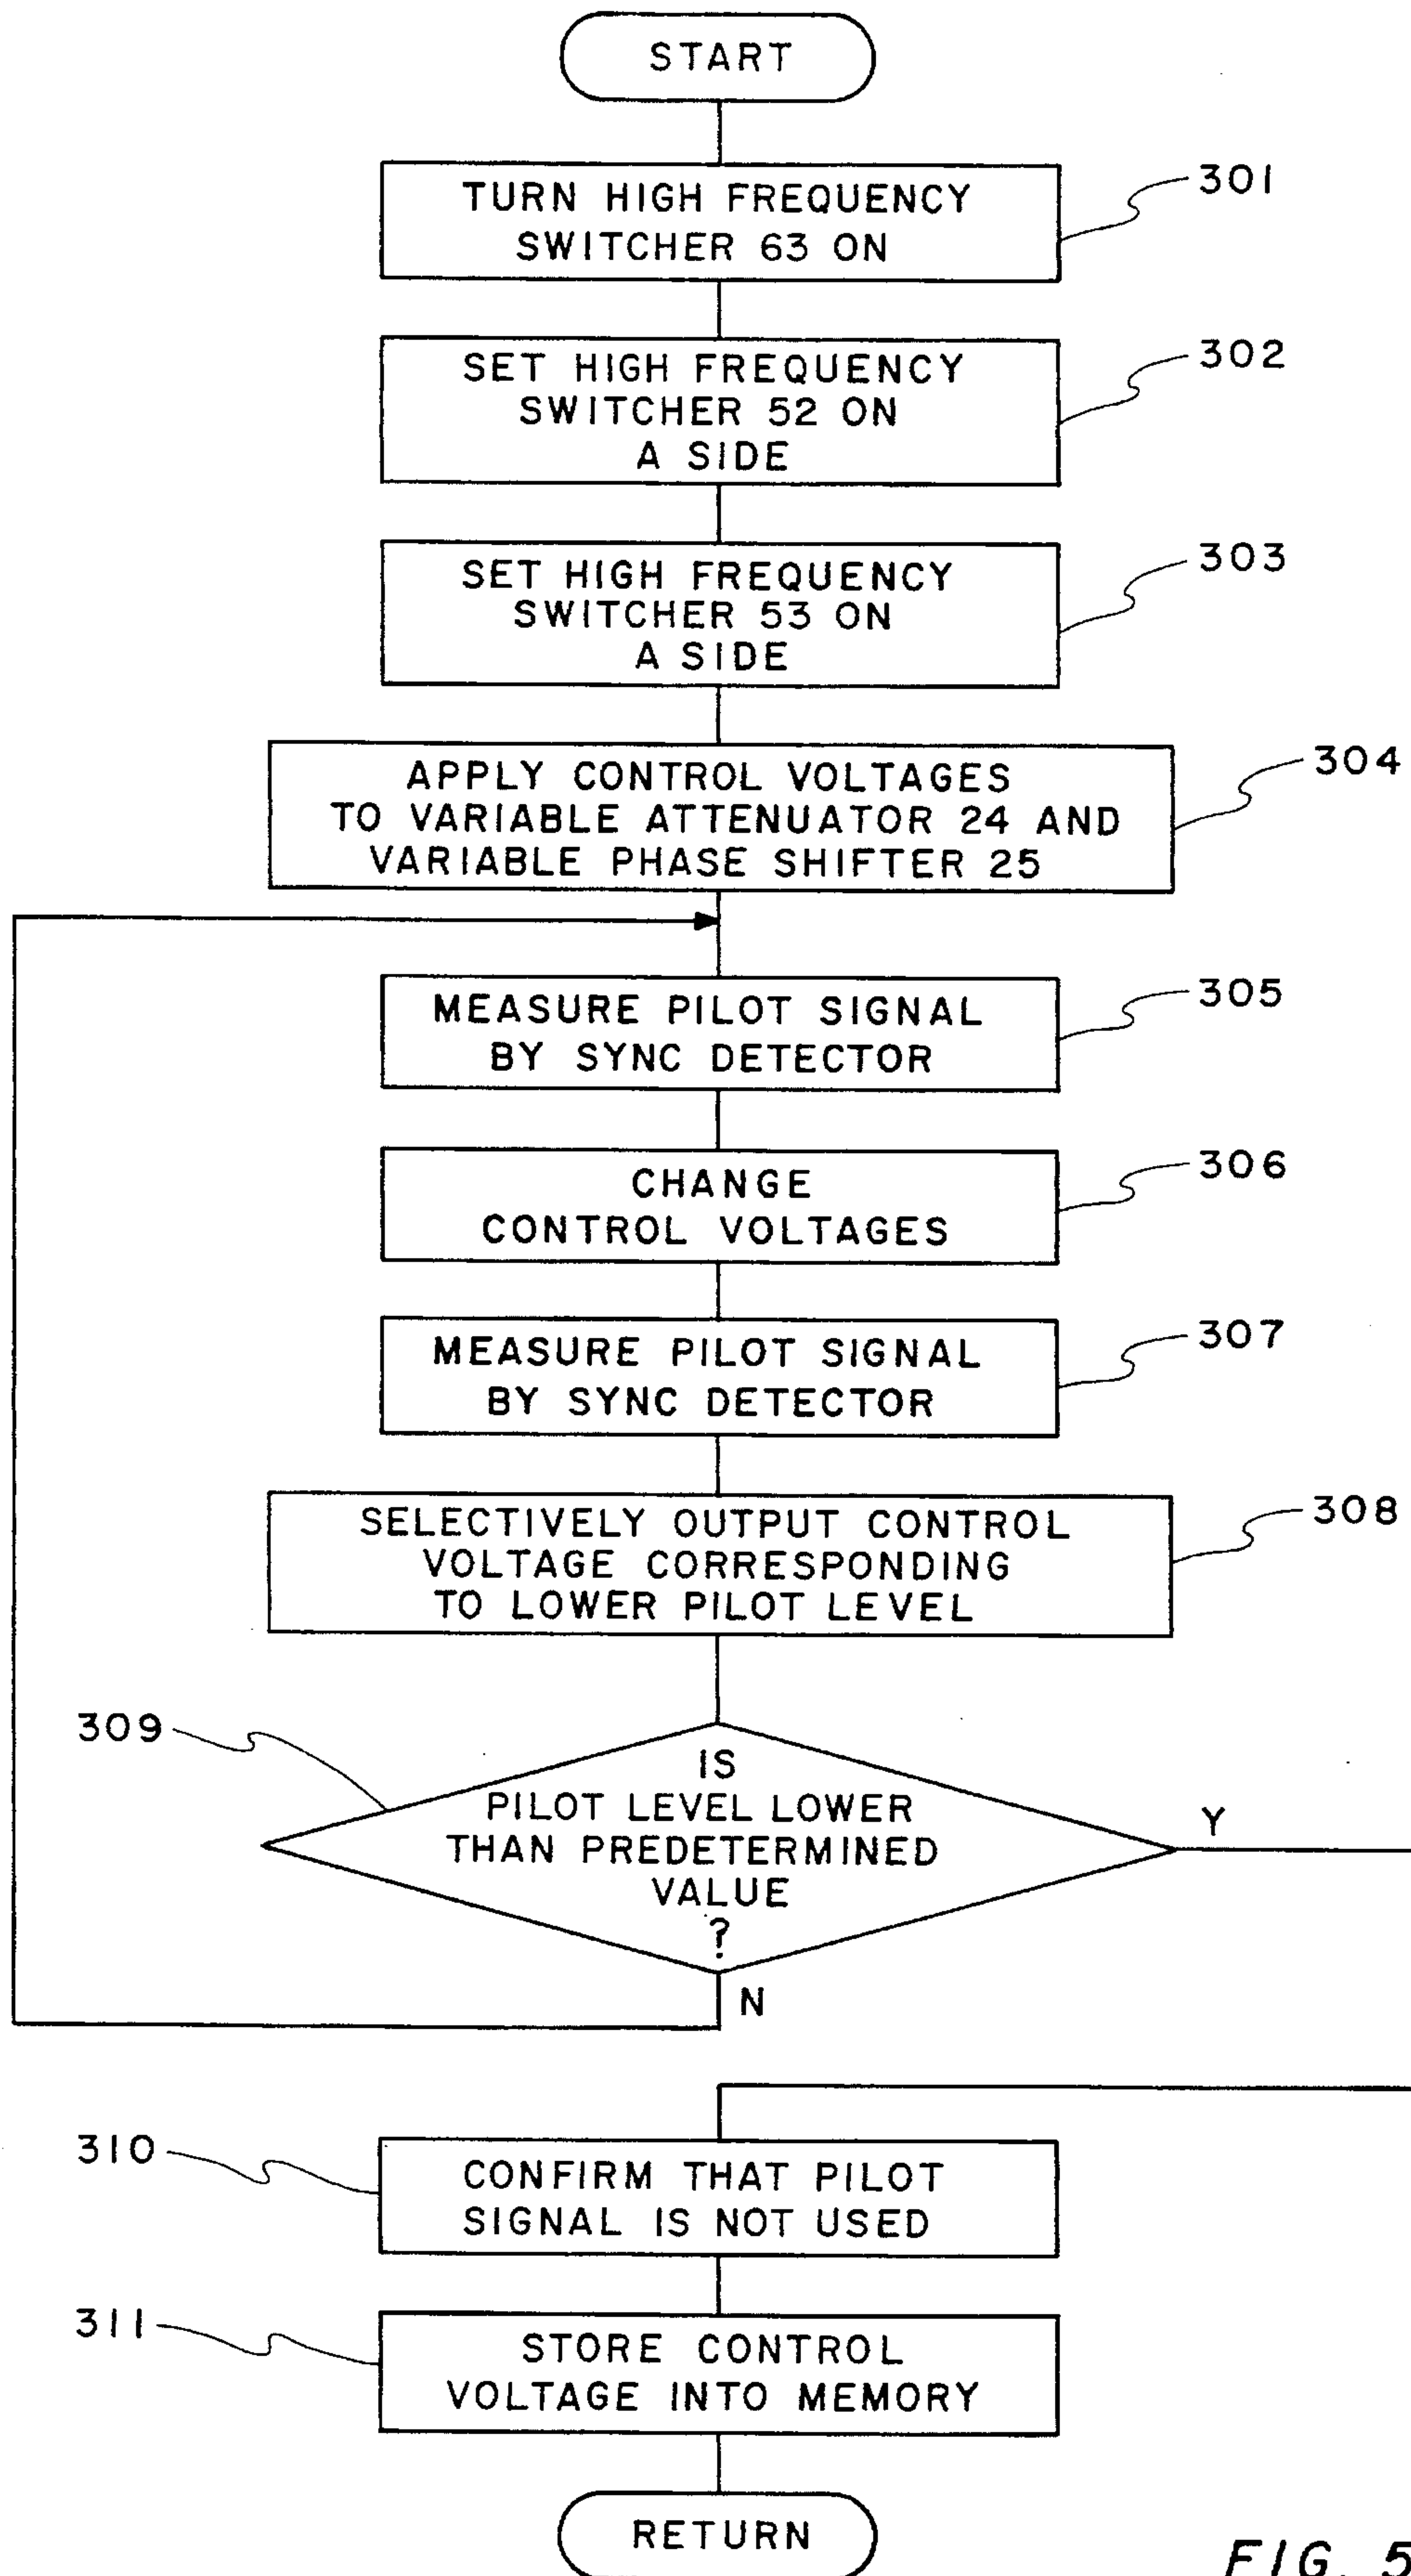 START
TURN HIGH FREQUENCY
SWITCHER 63 ON
301
SET HIGH FREQUENCY
SWITCHER 52 ON
A SIDE
302
SET HIGH FREQUENCY
SWITCHER 53 ON
A SIDE
303
APPLY CONTROL VOLTAGES
TO VARIABLE ATTENUATOR 24 AND
VARIABLE PHASE SHIFTER 25
304
MEASURE PILOT SIGNAL
BY SYNC DETECTOR
305
CHANGE
CONTROL VOLTAGES
306
MEASURE PILOT SIGNAL
BY SYNC DETECTOR
307
SELECTIVELY OUTPUT CONTROL
VOLTAGE CORRESPONDING
TO LOWER PILOT LEVEL
308
309
IS
PILOT LEVEL LOWER
THAN PREDETERMINED
VALUE
?
Y
N
310
CONFIRM THAT PILOT
SIGNAL IS NOT USED
311
STORE CONTROL
VOLTAGE INTO MEMORY
RETURN
FIG. 5